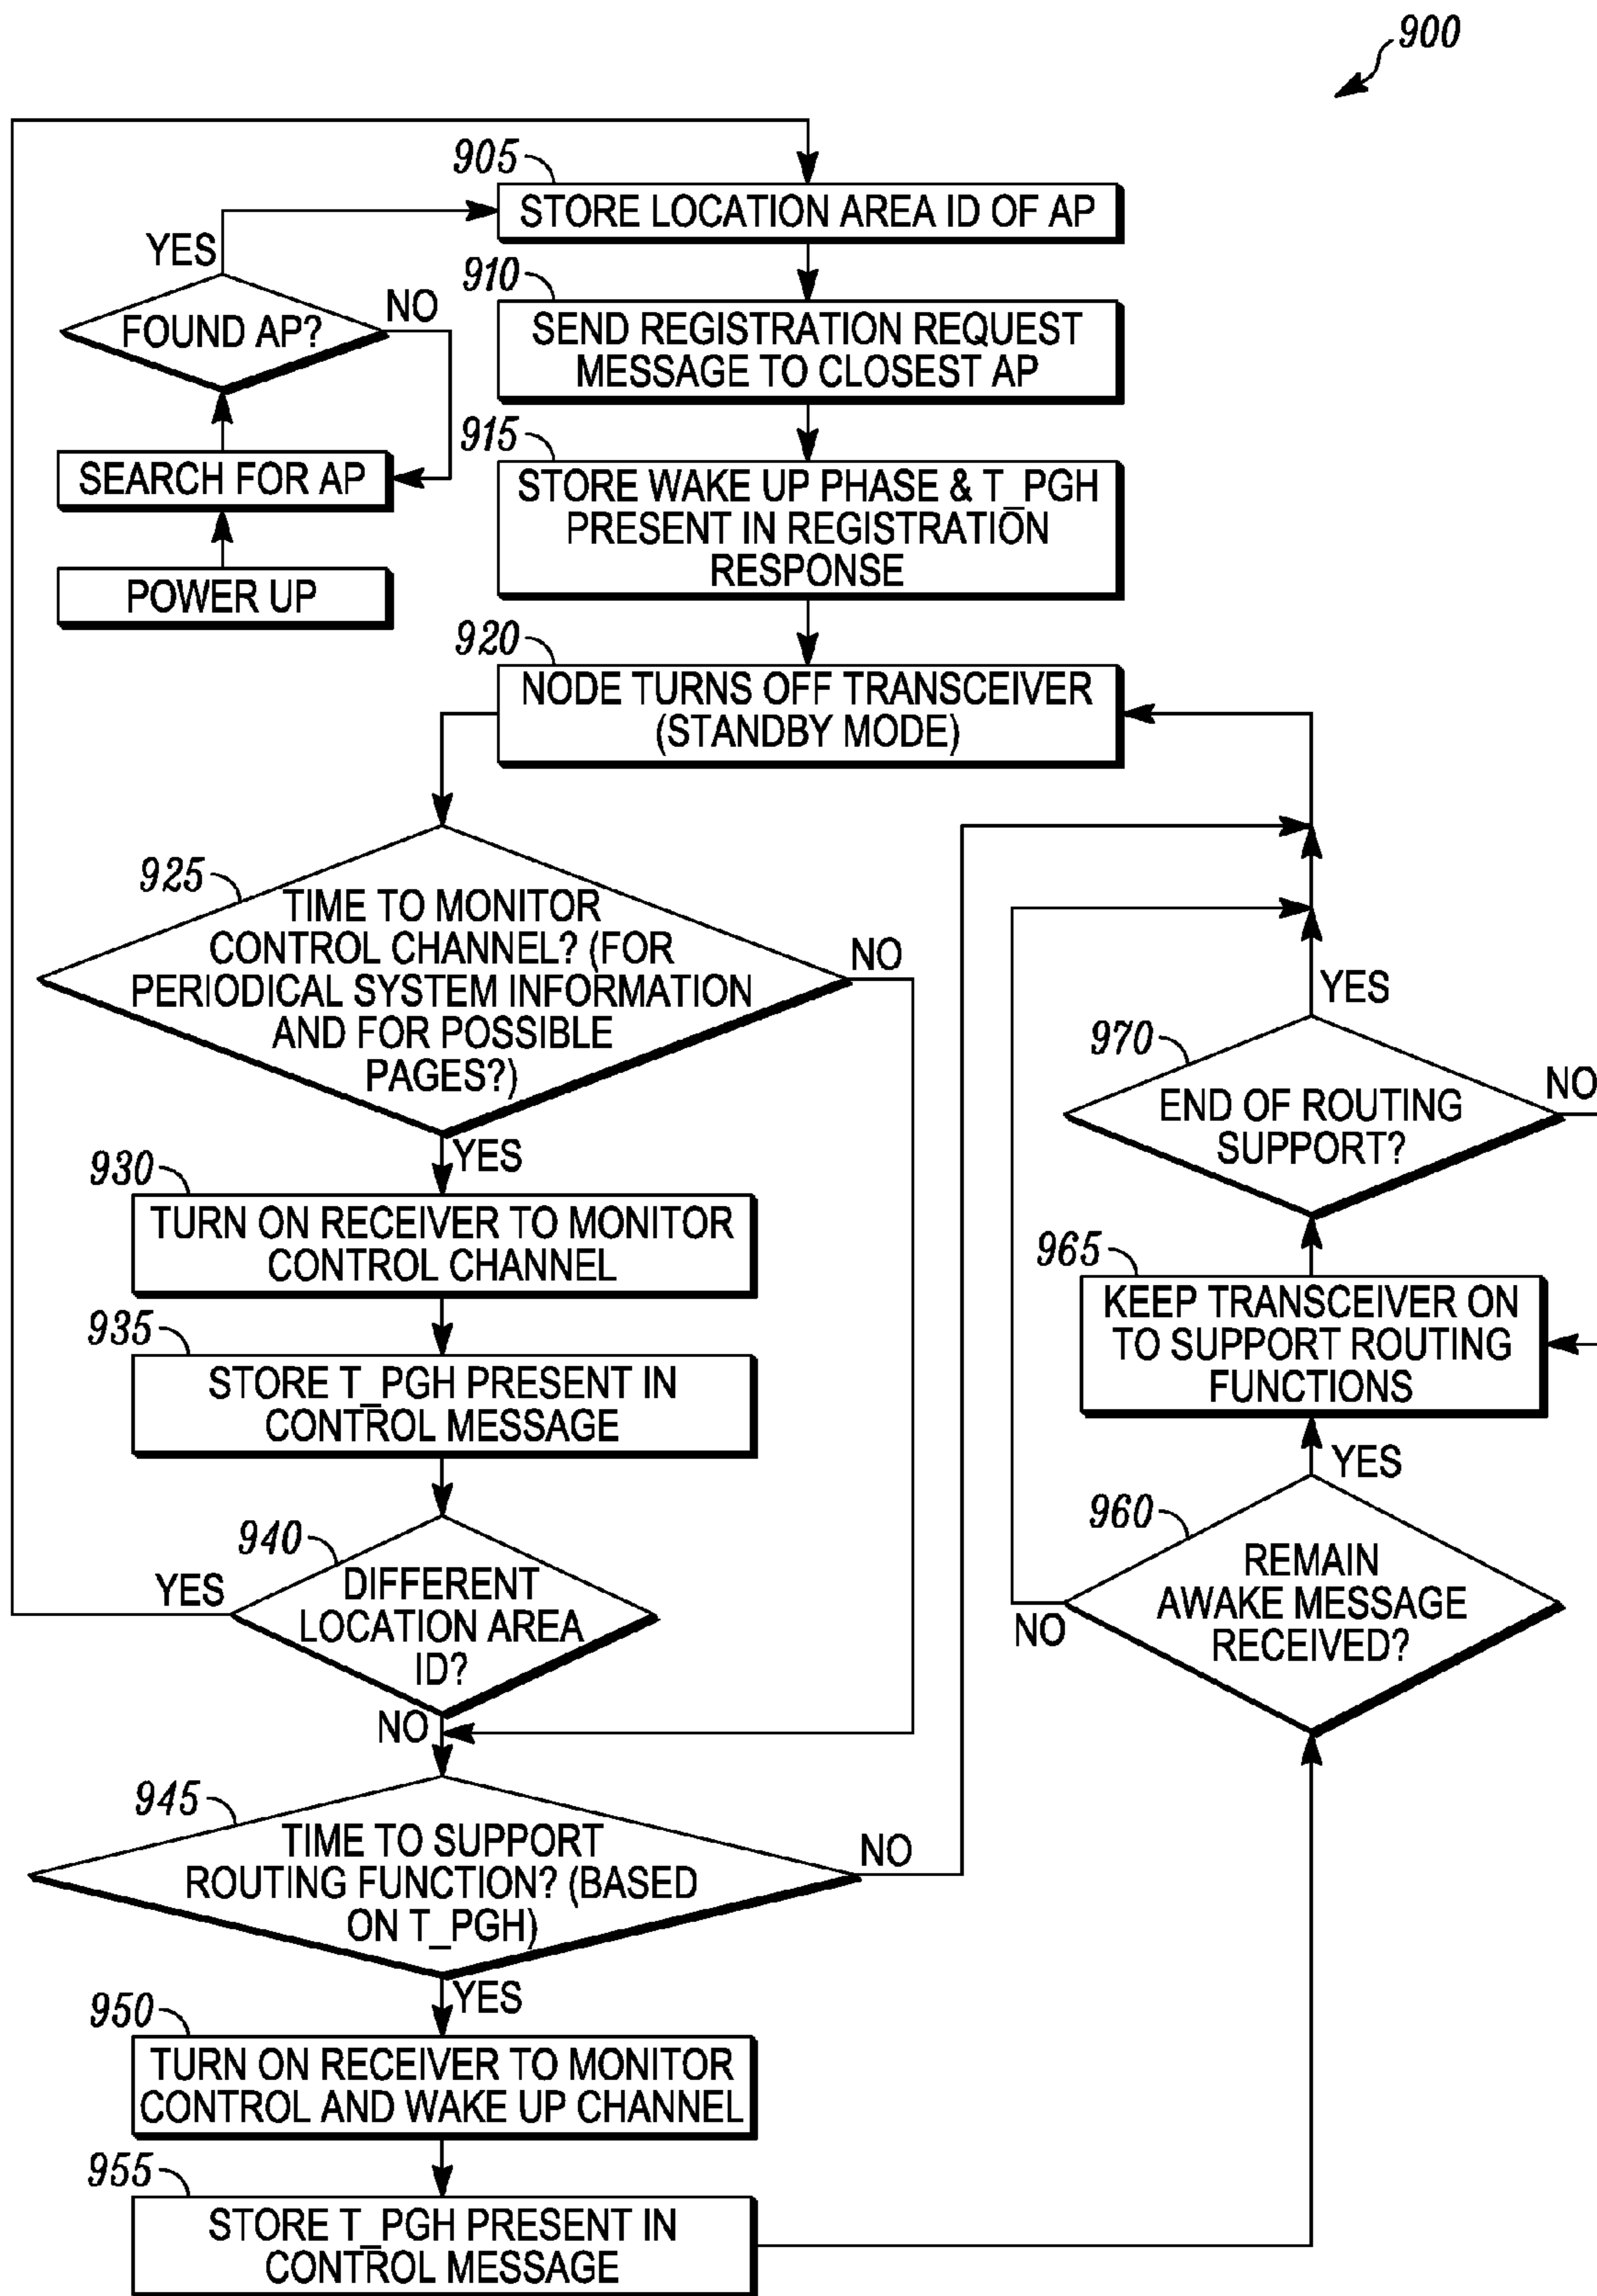 900
905
STORE LOCATION AREA ID OF AP
YES
FOUND AP?
NO
SEARCH FOR AP
POWER UP
910
SEND REGISTRATION REQUEST
MESSAGE TO CLOSEST AP
915
STORE WAKE UP PHASE & T_PGH
PRESENT IN REGISTRATION
RESPONSE
920
NODE TURNS OFF TRANSCEIVER
(STANDBY MODE)
925
TIME TO MONITOR
CONTROL CHANNEL? (FOR
PERIODICAL SYSTEM INFORMATION
AND FOR POSSIBLE
PAGES?)
NO
YES
930
TURN ON RECEIVER TO MONITOR
CONTROL CHANNEL
935
STORE T_PGH PRESENT IN
CONTROL MESSAGE
940
YES
DIFFERENT
LOCATION AREA
ID?
NO
945
TIME TO SUPPORT
ROUTING FUNCTION? (BASED
ON T_PGH)
NO
YES
950
TURN ON RECEIVER TO MONITOR
CONTROL AND WAKE UP CHANNEL
955
STORE T_PGH PRESENT IN
CONTROL MESSAGE
YES
970
END OF ROUTING
SUPPORT?
NO
965
KEEP TRANSCEIVER ON
TO SUPPORT ROUTING
FUNCTIONS
YES
960
REMAIN
AWAKE MESSAGE
RECEIVED?
NO